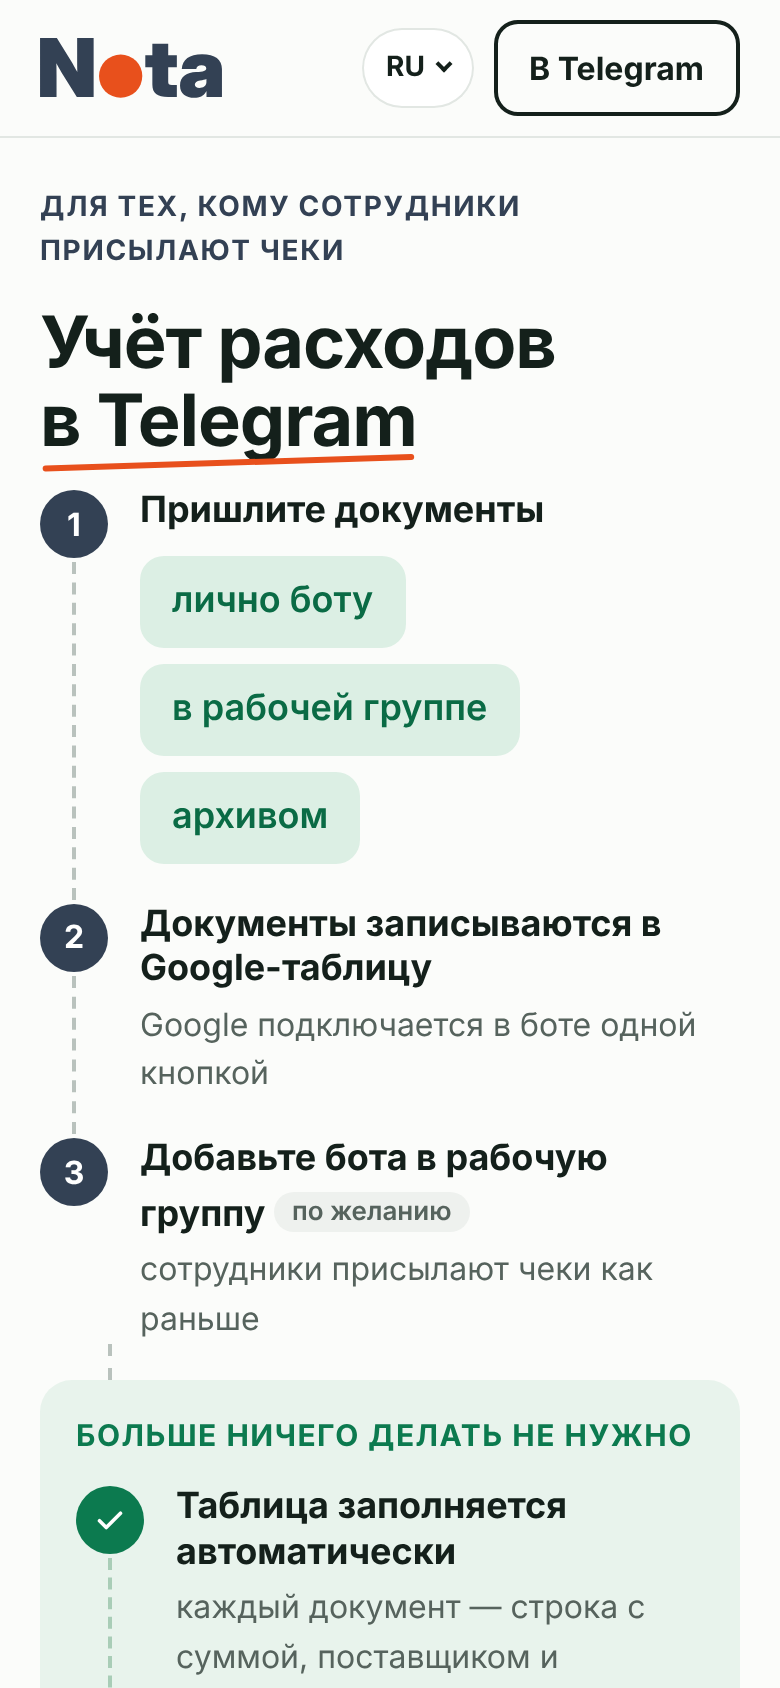 Nota
RU
В Telegram
ДЛЯ ТЕХ, КОМУ СОТРУДНИКИ
ПРИСЫЛАЮТ ЧЕКИ
Учёт расходов
в Telegram
1
Пришлите документы
лично боту
в рабочей группе
архивом
2
Документы записываются в
Google-таблицу
Google подключается в боте одной
кнопкой
3
Добавьте бота в рабочую
группу по желанию
сотрудники присылают чеки как
раньше
БОЛЬШЕ НИЧЕГО ДЕЛАТЬ НЕ НУЖНО
Таблица заполняется
автоматически
каждый документ — строка с
суммой, поставщиком и